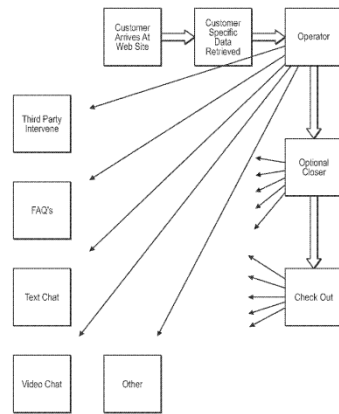 Customer
Arrives At
Web Site
Customer
Specific
Data
Retrieved
Operator
Third Party
Intervene
Optional
Closer
FAQ's
Text Chat
Check Out
Video Chat
Other